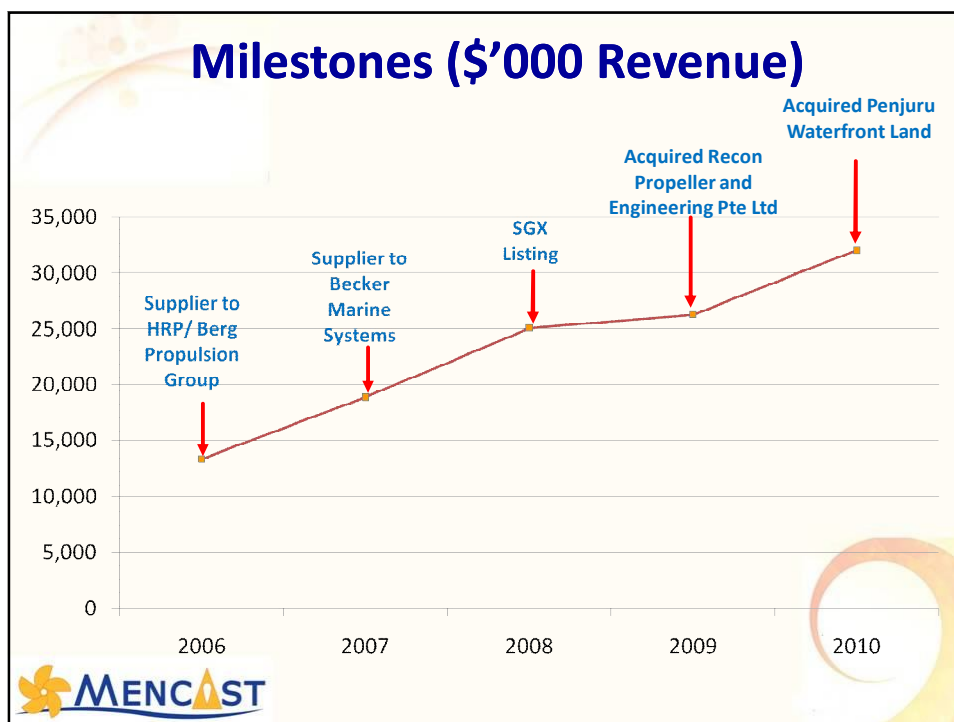 Milestones ($’000 Revenue)
Acquired Penjuru
Waterfront Land
Acquired Recon
Propeller and
Engineering Pte Ltd
SGX
Listing
Supplier to
Becker
Marine
Systems
Supplier to
HRP/ Berg
Propulsion
Group
35,000
30,000
25,000
20,000
15,000
10,000
5,000
0
2006
2007
2008
2009
2010
MENCAST